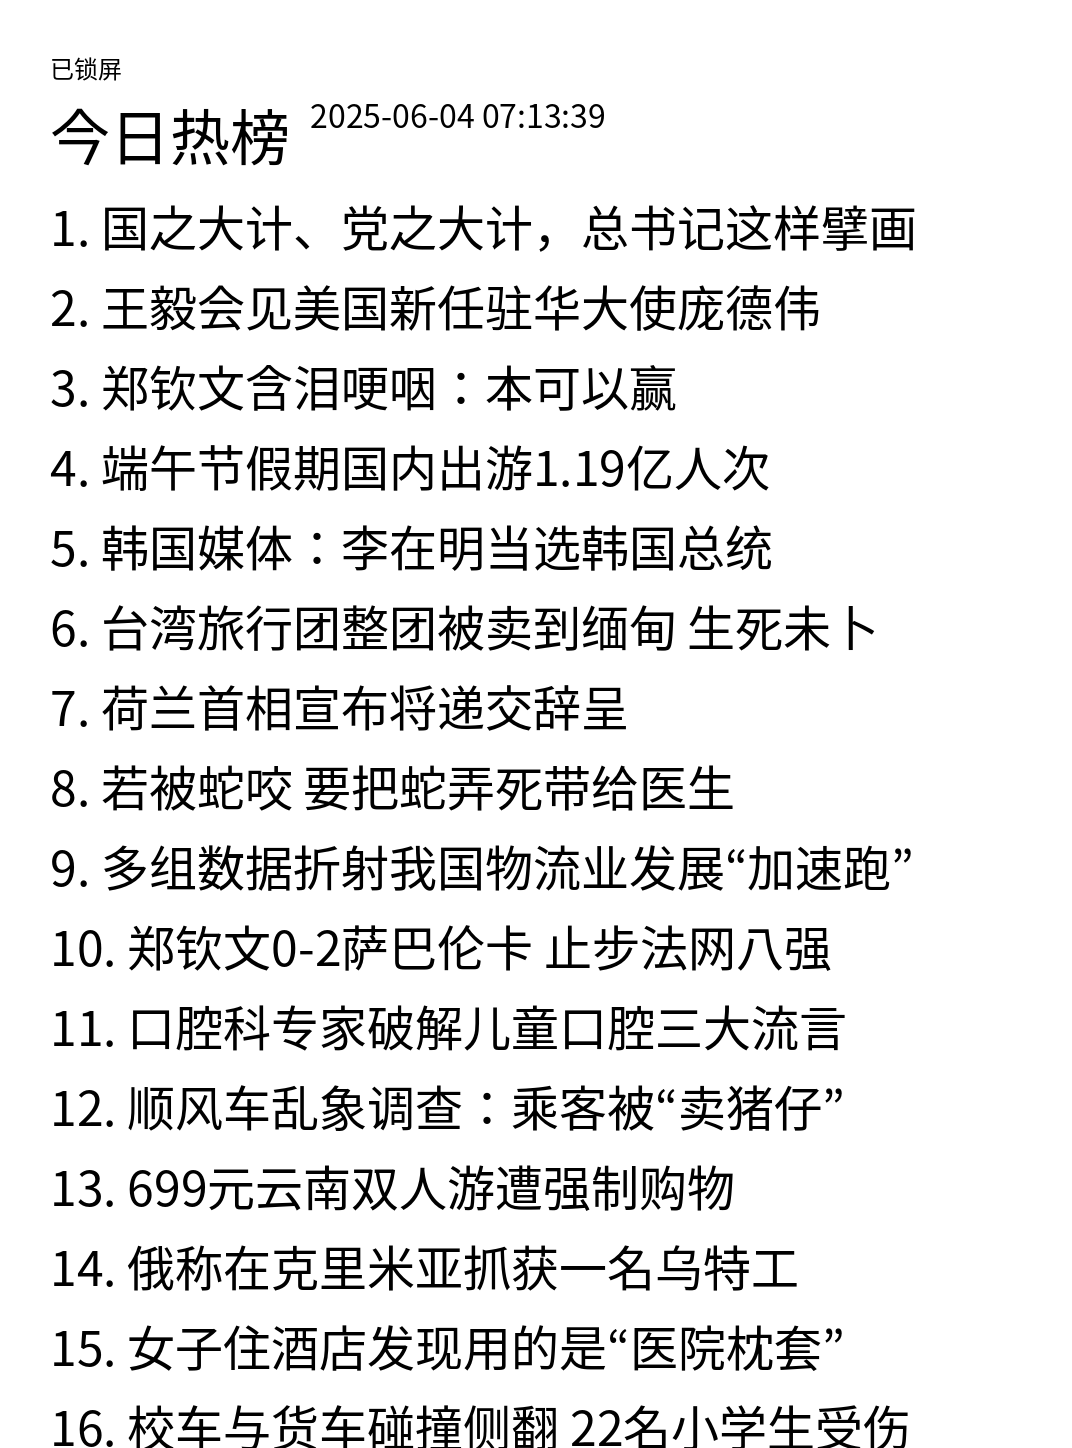 已锁屏
今日热榜 2025-06-04 07:13:39
1. 国之大计、党之大计，总书记这样擘画
2. 王毅会见美国新任驻华大使庞德伟
3. 郑钦文含泪哽咽：本可以赢
4. 端午节假期国内出游1.19亿人次
5. 韩国媒体：李在明当选韩国总统
6. 台湾旅行团整团被卖到缅甸 生死未卜
7. 荷兰首相宣布将递交辞呈
8. 若被蛇咬 要把蛇弄死带给医生
9. 多组数据折射我国物流业发展“加速跑”
10. 郑钦文0-2萨巴伦卡 止步法网八强
11. 口腔科专家破解儿童口腔三大流言
12. 顺风车乱象调查：乘客被“卖猪仔”
13. 699元云南双人游遭强制购物
14. 俄称在克里米亚抓获一名乌特工
15. 女子住酒店发现用的是“医院枕套”
16. 校车与货车碰撞侧翻 22名小学生受伤